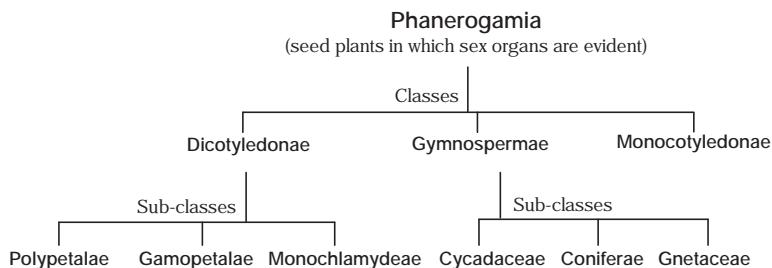 Phanerogamia
(seed plants in which sex organs are evident)
Classes
Dicotyledonae Gymnospermae Monocotyledonae
Sub-classes Sub-classes
Polypetalae Gamopetalae Monochlamydeae Cycadaceae Coniferae Gnetaceae